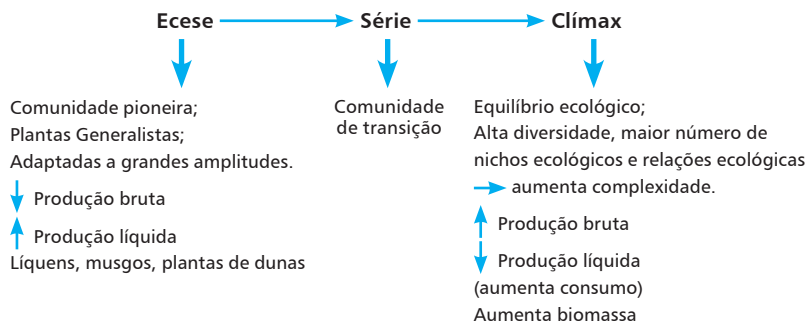 Ecese Série Clímax
Comunidade pioneira;
Plantas Generalistas;
Adaptadas a grandes amplitudes.
Produção bruta
Produção líquida
Líquens, musgos, plantas de dunas
Comunidade
de transição
Equilíbrio ecológico;
Alta diversidade, maior número de
nichos ecológicos e relações ecológicas
aumenta complexidade.
Produção bruta
Produção líquida
(aumenta consumo)
Aumenta biomassa